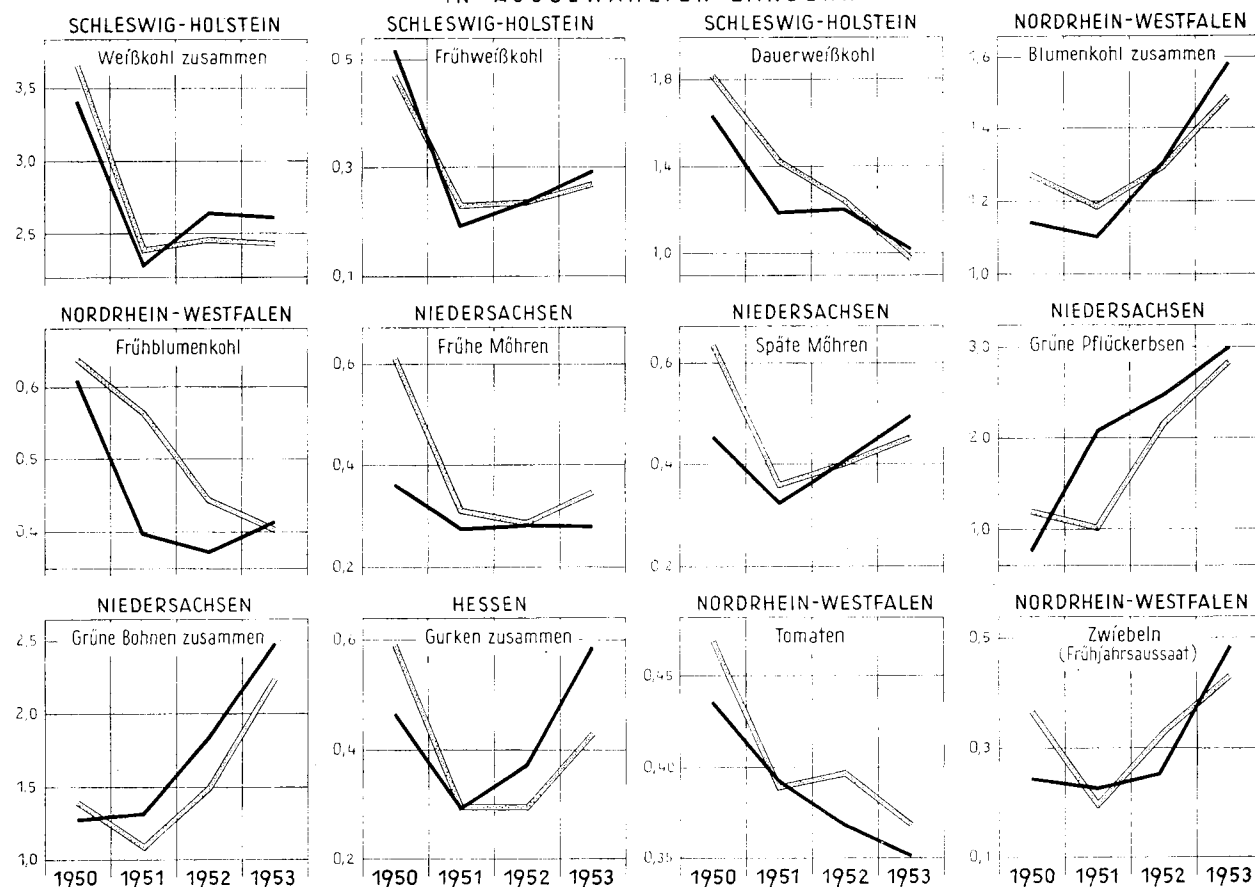 SCHLESWIG-HOLSTEIN
Weißkohl zusammen
3,5
3,0
2,5
SCHLESWIG-HOLSTEIN
Frühweißkohl
0,5
0,3
0,1
SCHLESWIG-HOLSTEIN
Dauerweißkohl
1,8
1,4
1,0
NORDRHEIN-WESTFALEN
Blumenkohl zusammen
1,6
1,4
1,2
1,0
NORDRHEIN-WESTFALEN
Frühblumenkohl
0,6
0,5
0,4
NIEDERSACHSEN
Frühe Möhren
0,6
0,4
0,2
NIEDERSACHSEN
Späte Möhren
0,6
0,4
0,2
NIEDERSACHSEN
Grüne Pflückerbsen
3,0
2,0
1,0
NIEDERSACHSEN
Grüne Bohnen zusammen
2,5
2,0
1,5
1,0
1950 1951 1952 1953
HESSEN
Gurken zusammen
0,6
0,4
0,2
1950 1951 1952 1953
NORDRHEIN-WESTFALEN
Tomaten
0,45
0,40
0,35
1950 1951 1952 1953
NORDRHEIN-WESTFALEN
Zwiebeln
(Frühjahrsaussaat)
0,5
0,3
0,1
1950 1951 1952 1953